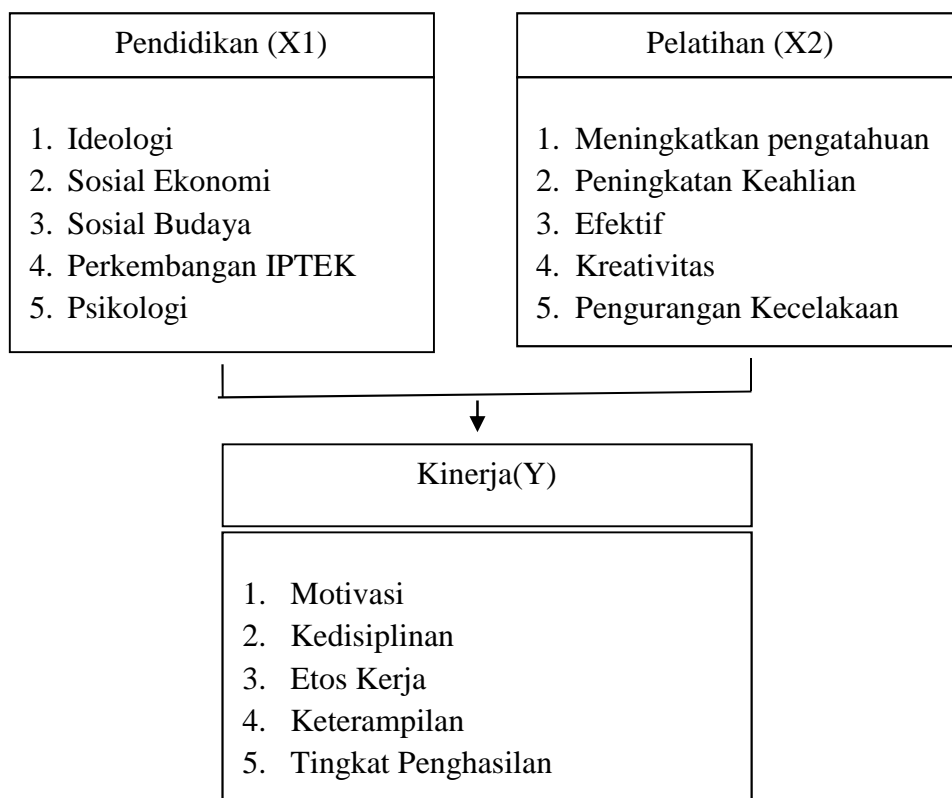 Pendidikan (X1)
1. Ideologi
2. Sosial Ekonomi
3. Sosial Budaya
4. Perkembangan IPTEK
5. Psikologi
Pelatihan (X2)
1. Meningkatkan pengatahuan
2. Peningkatan Keahlian
3. Efektif
4. Kreativitas
5. Pengurangan Kecelakaan
Kinerja(Y)
1. Motivasi
2. Kedisiplinan
3. Etos Kerja
4. Keterampilan
5. Tingkat Penghasilan